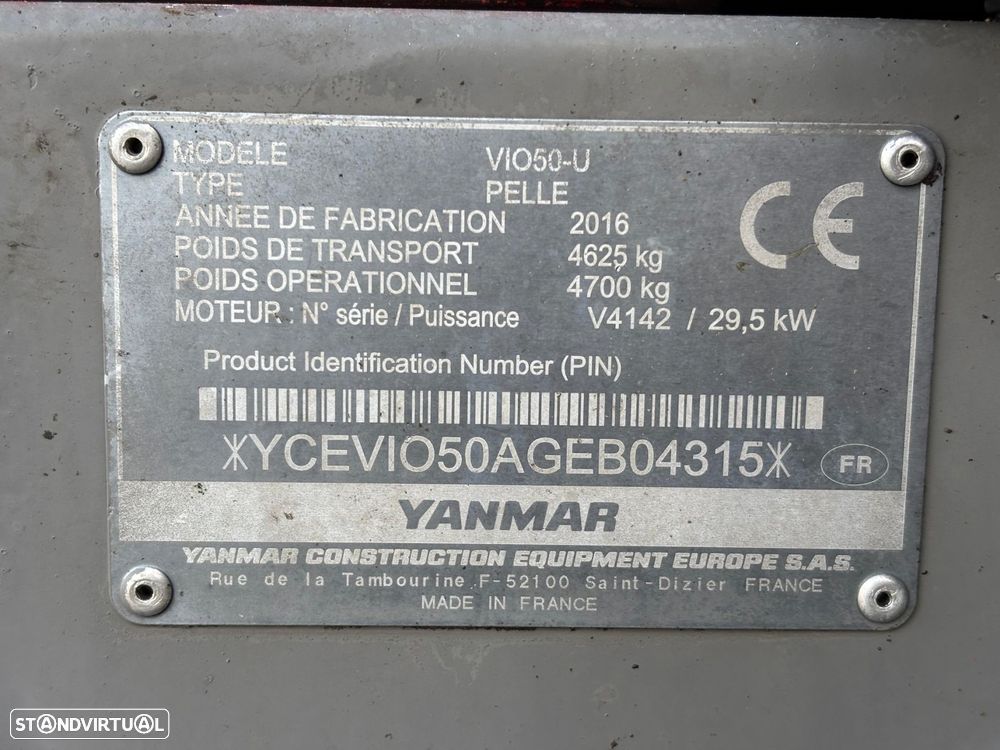 MODELE VIO50-U
TYPE PELLE
ANNÉE DE FABRICATION 2016
POIDS DE TRANSPORT 4625 kg
POIDS OPERATIONNEL 4700 kg
MOTEUR : N° série / Puissance V4142 / 29,5 kW
CE
Product Identification Number (PIN)
*YCEVIO50AGEB04315*
FR
YANMAR
YANMAR CONSTRUCTION EQUIPMENT EUROPE S.A.S.
Rue de la Tambourine F-52100 Saint-Dizier FRANCE
MADE IN FRANCE
STANDVIRTUAL